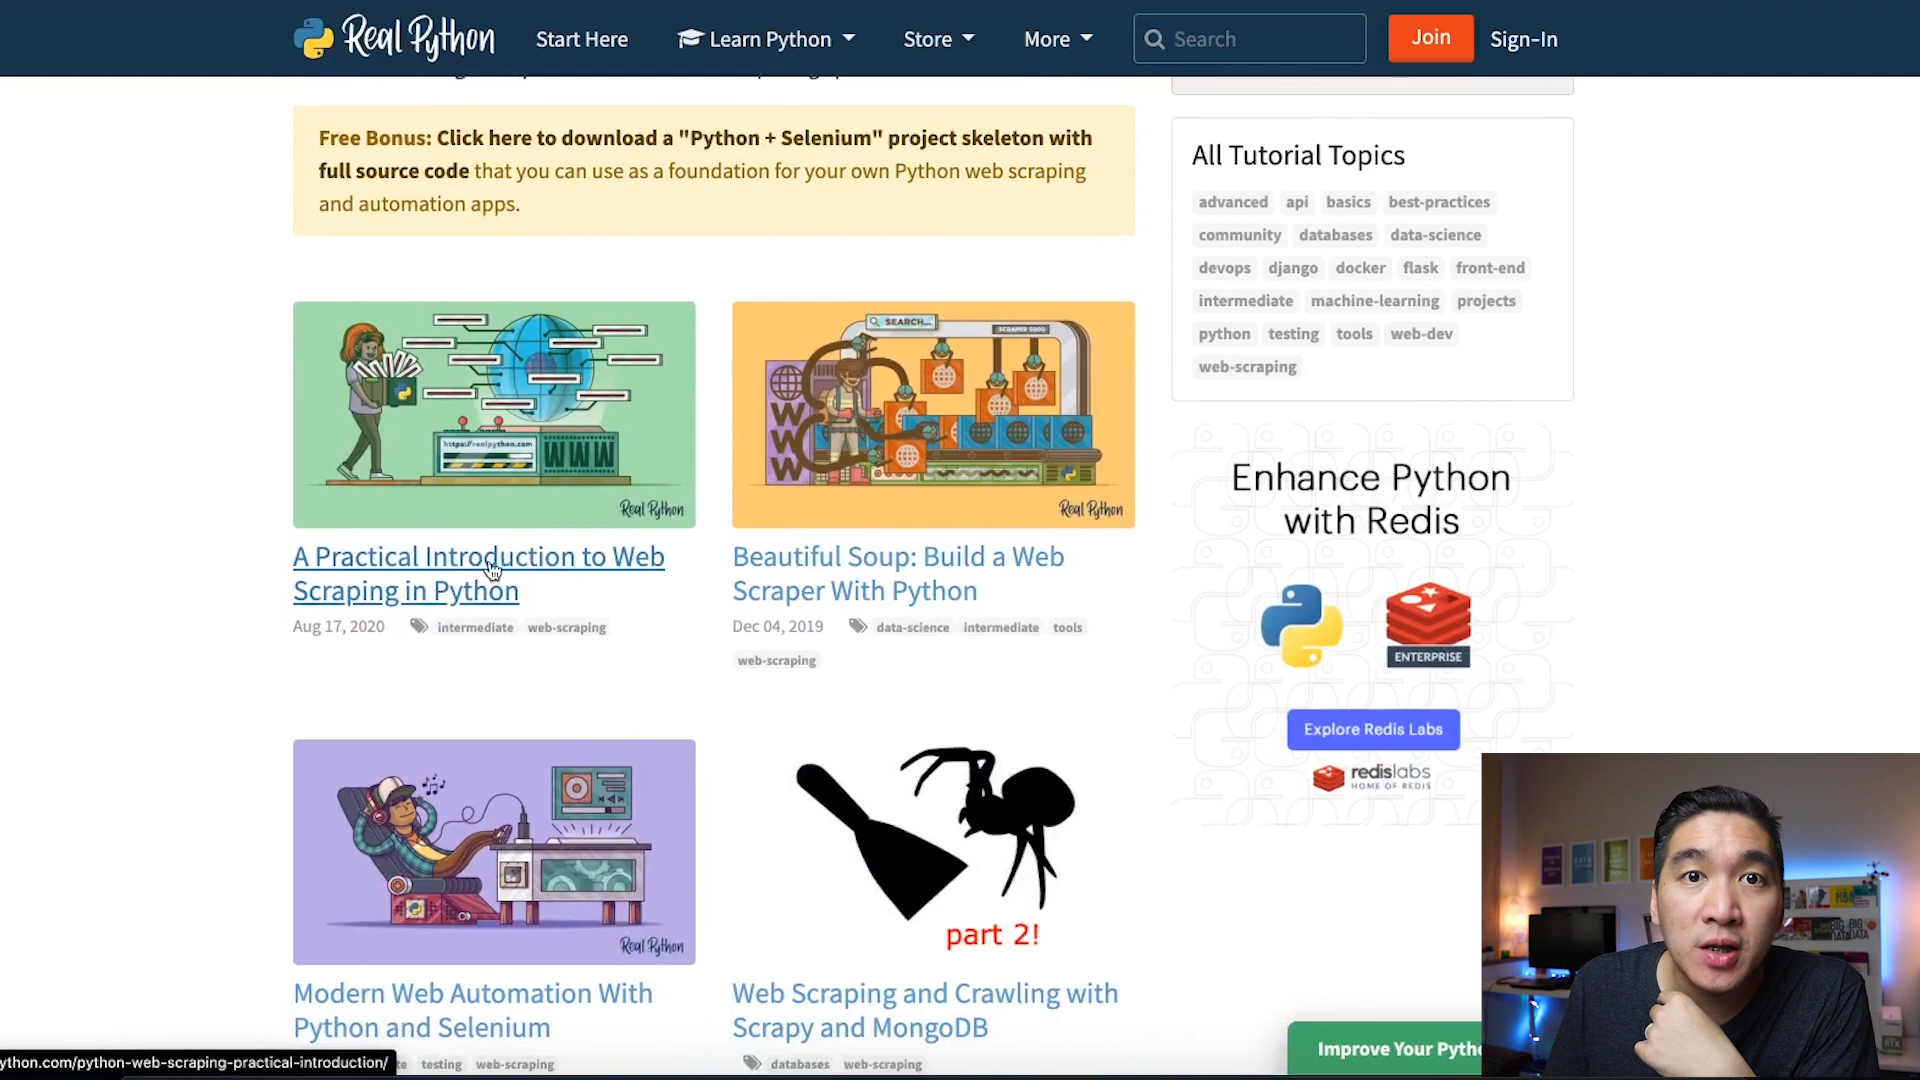 Real Python
Start Here
Learn Python
Store
More
Search
Join
Sign-In
Free Bonus: Click here to download a "Python + Selenium" project skeleton with
full source code that you can use as a foundation for your own Python web scraping
and automation apps.
https://realpython.com
WWW
Real Python
A Practical Introduction to Web
Scraping in Python
Aug 17, 2020
intermediate web-scraping
SEARCH...
SCRAPER 5000
W
W
W
Real Python
Beautiful Soup: Build a Web
Scraper With Python
Dec 04, 2019
data-science intermediate tools
web-scraping
Real Python
Modern Web Automation With
Python and Selenium
testing web-scraping
part 2!
Web Scraping and Crawling with
Scrapy and MongoDB
databases web-scraping
ython.com/python-web-scraping-practical-introduction/
All Tutorial Topics
advanced api basics best-practices
community databases data-science
devops django docker flask front-end
intermediate machine-learning projects
python testing tools web-dev
web-scraping
Enhance Python
with Redis
ENTERPRISE
Explore Redis Labs
redislabs
HOME OF REDIS
Improve Your Pyth